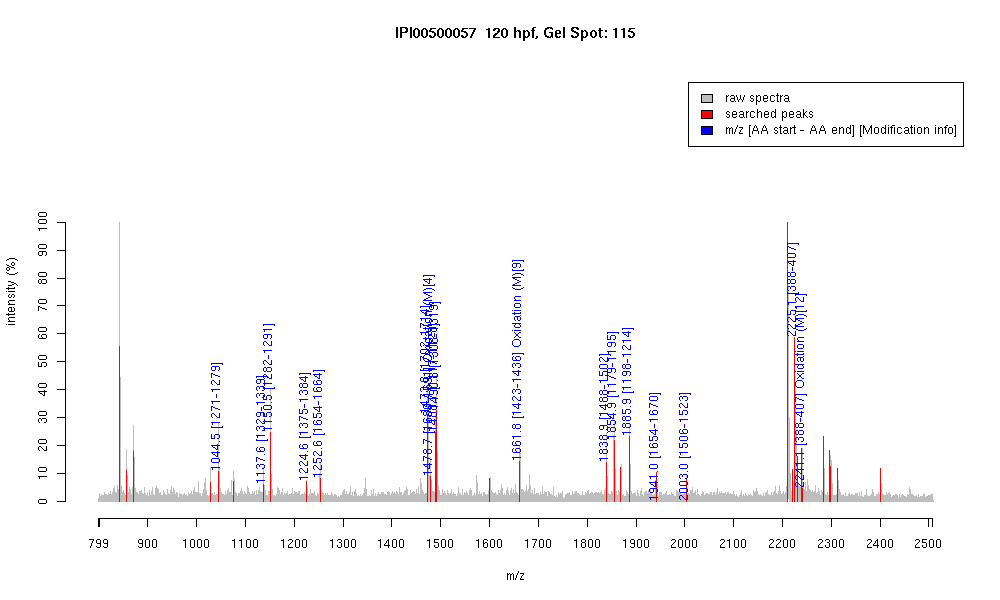 IPI00500057 120 hpf, Gel Spot: 115
raw spectra
searched peaks
m/z [AA start - AA end] [Modification info]
intensity (%)
100
90
80
70
60
50
40
30
20
10
0
1044.5 [1271-1279]
1137.6 [1329-1339]
1150.5 [1282-1291]
1224.6 [1375-1384]
1252.6 [1654-1664]
1478.7
1661.8 [1423-1436] Oxidation (M)[9]
1838.9 [1488-1502]
1854.9 [1179-1195]
1885.9 [1198-1214]
1941.0 [1654-1670]
2003.0 [1506-1523]
2225.1 [388-407]
2241.1 [388-407] Oxidation (M)[12]
799 900 1000 1100 1200 1300 1400 1500 1600 1700 1800 1900 2000 2100 2200 2300 2400 2500
m/z